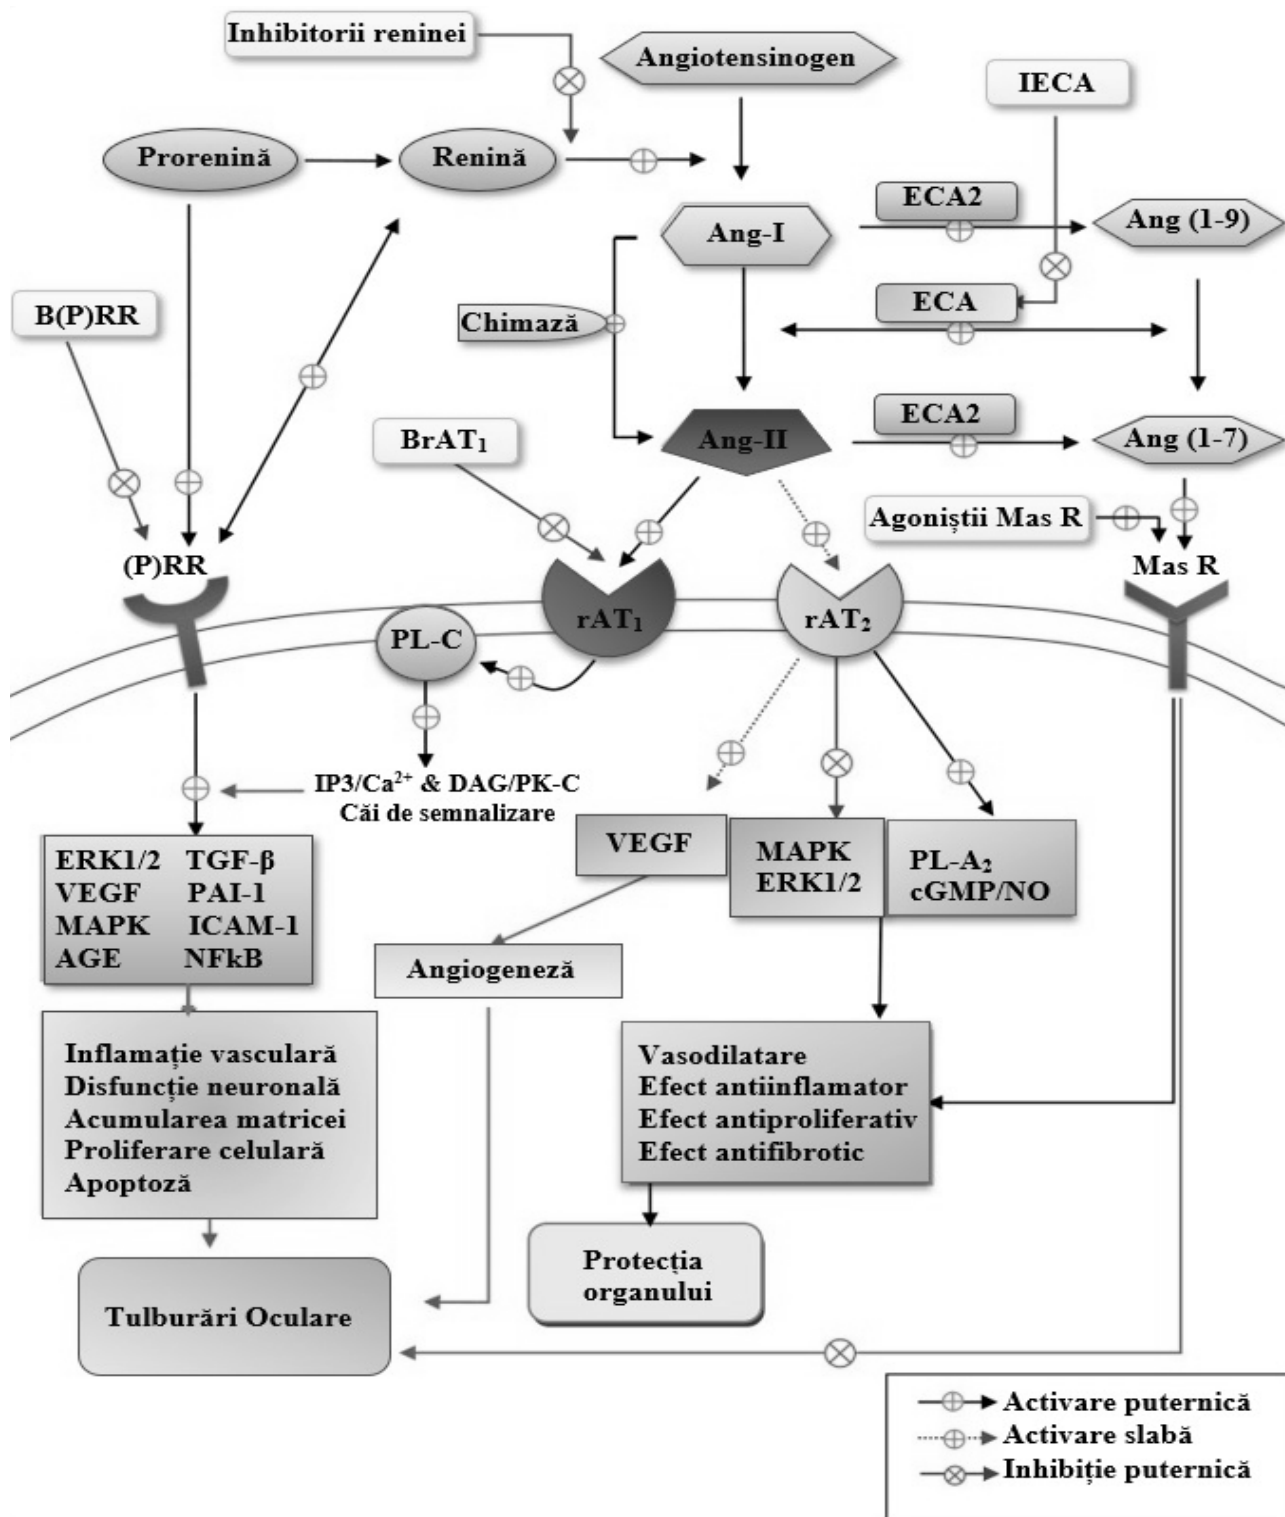 Inhibitorii reninei
Angiotensinogen
IECA
Prorenină
Renină
ECA2
Ang-I
Ang (1-9)
B(P)RR
Chimază
ECA
BrAT₁
Ang-II
ECA2
Ang (1-7)
Agoniștii Mas R
(P)RR
Mas R
rAT₁
rAT₂
PL-C
IP3/Ca²⁺ & DAG/PK-C
Căi de semnalizare
ERK1/2 TGF-β
VEGF PAI-1
MAPK ICAM-1
AGE NFkB
VEGF
MAPK
ERK1/2
PL-A₂
cGMP/NO
Angiogeneză
Inflamație vasculară
Disfuncție neuronală
Acumularea matricei
Proliferare celulară
Apoptoză
Vasodilatare
Efect antiinflamator
Efect antiproliferativ
Efect antifibrotic
Protecția
organului
Tulburări Oculare
Activare puternică
Activare slabă
Inhibiție puternică